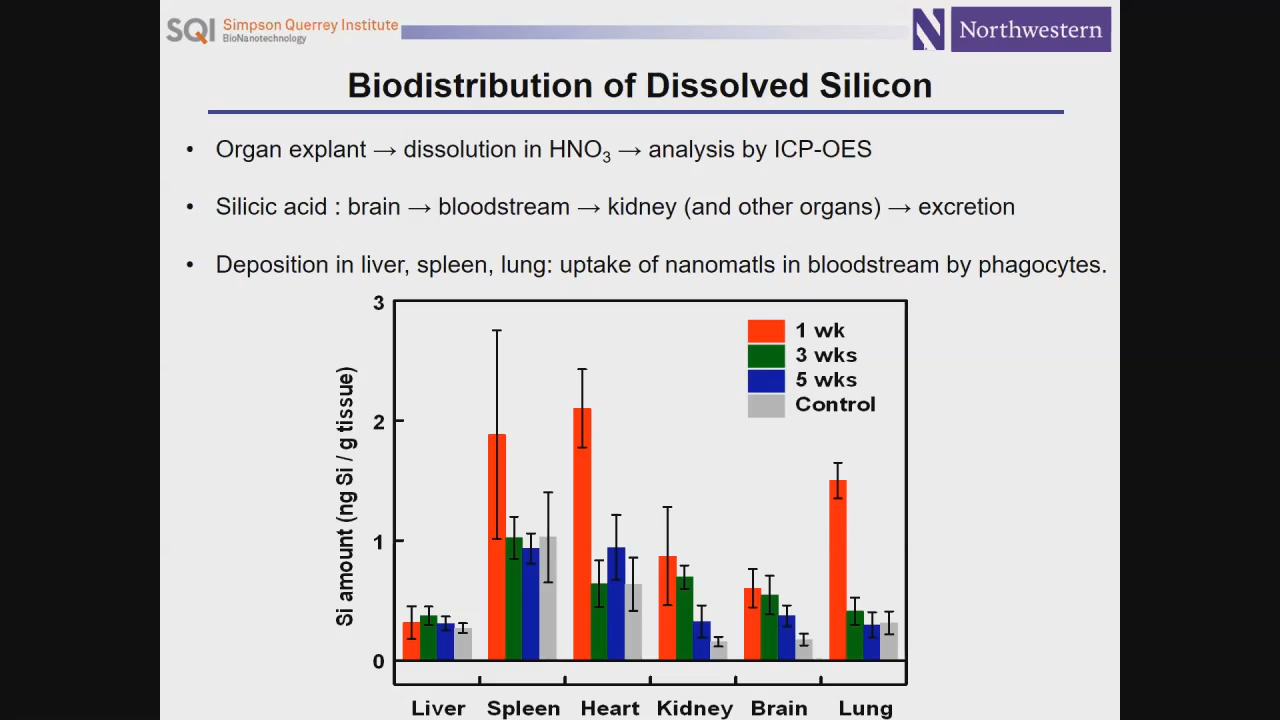 SQI Simpson Querrey Institute
BioNanotechnology
N Northwestern
Biodistribution of Dissolved Silicon
• Organ explant → dissolution in HNO3 → analysis by ICP-OES
• Silicic acid : brain → bloodstream → kidney (and other organs) → excretion
• Deposition in liver, spleen, lung: uptake of nanomatls in bloodstream by phagocytes.
Si amount (ng Si / g tissue)
3
2
1
0
1 wk
3 wks
5 wks
Control
Liver Spleen Heart Kidney Brain Lung